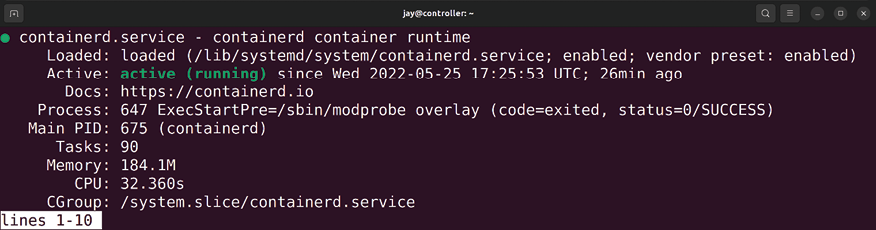 jay@controller: ~
● containerd.service - containerd container runtime
Loaded: loaded (/lib/systemd/system/containerd.service; enabled; vendor preset: enabled)
Active: active (running) since Wed 2022-05-25 17:25:53 UTC; 26min ago
Docs: https://containerd.io
Process: 647 ExecStartPre=/sbin/modprobe overlay (code=exited, status=0/SUCCESS)
Main PID: 675 (containerd)
Tasks: 90
Memory: 184.1M
CPU: 32.360s
CGroup: /system.slice/containerd.service
lines 1-10